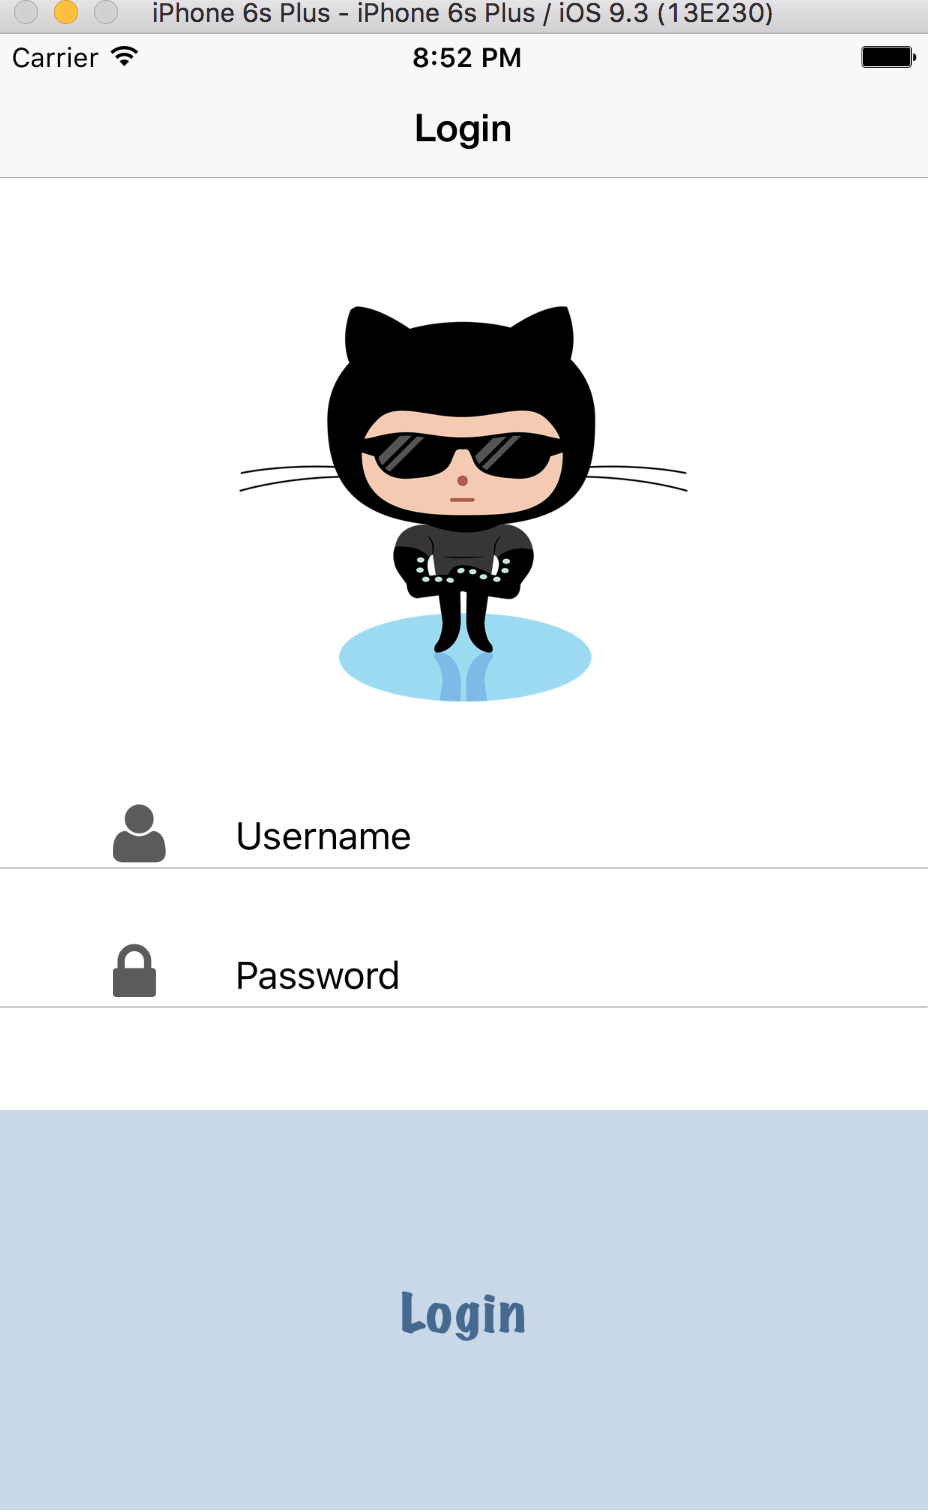 iPhone 6s Plus - iPhone 6s Plus / iOS 9.3 (13E230)
Carrier 8:52 PM
Login
Username
Password
Login